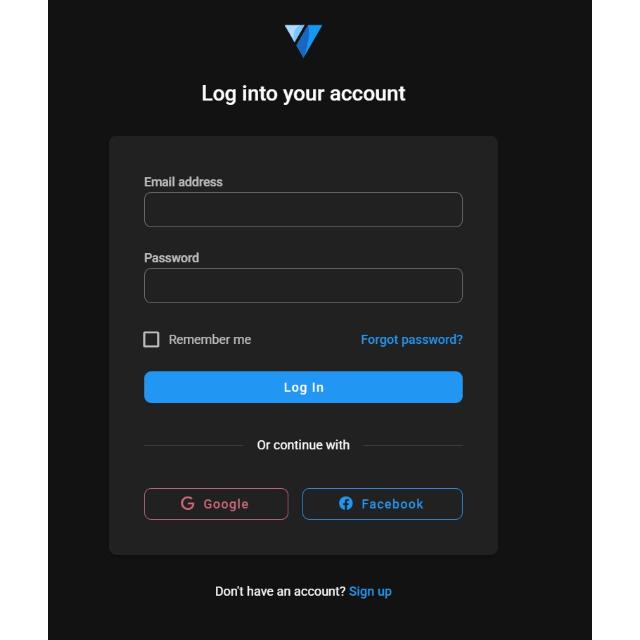 Log into your account
Email address
Password
Remember me
Forgot password?
Log In
Or continue with
Google
Facebook
Don't have an account? Sign up